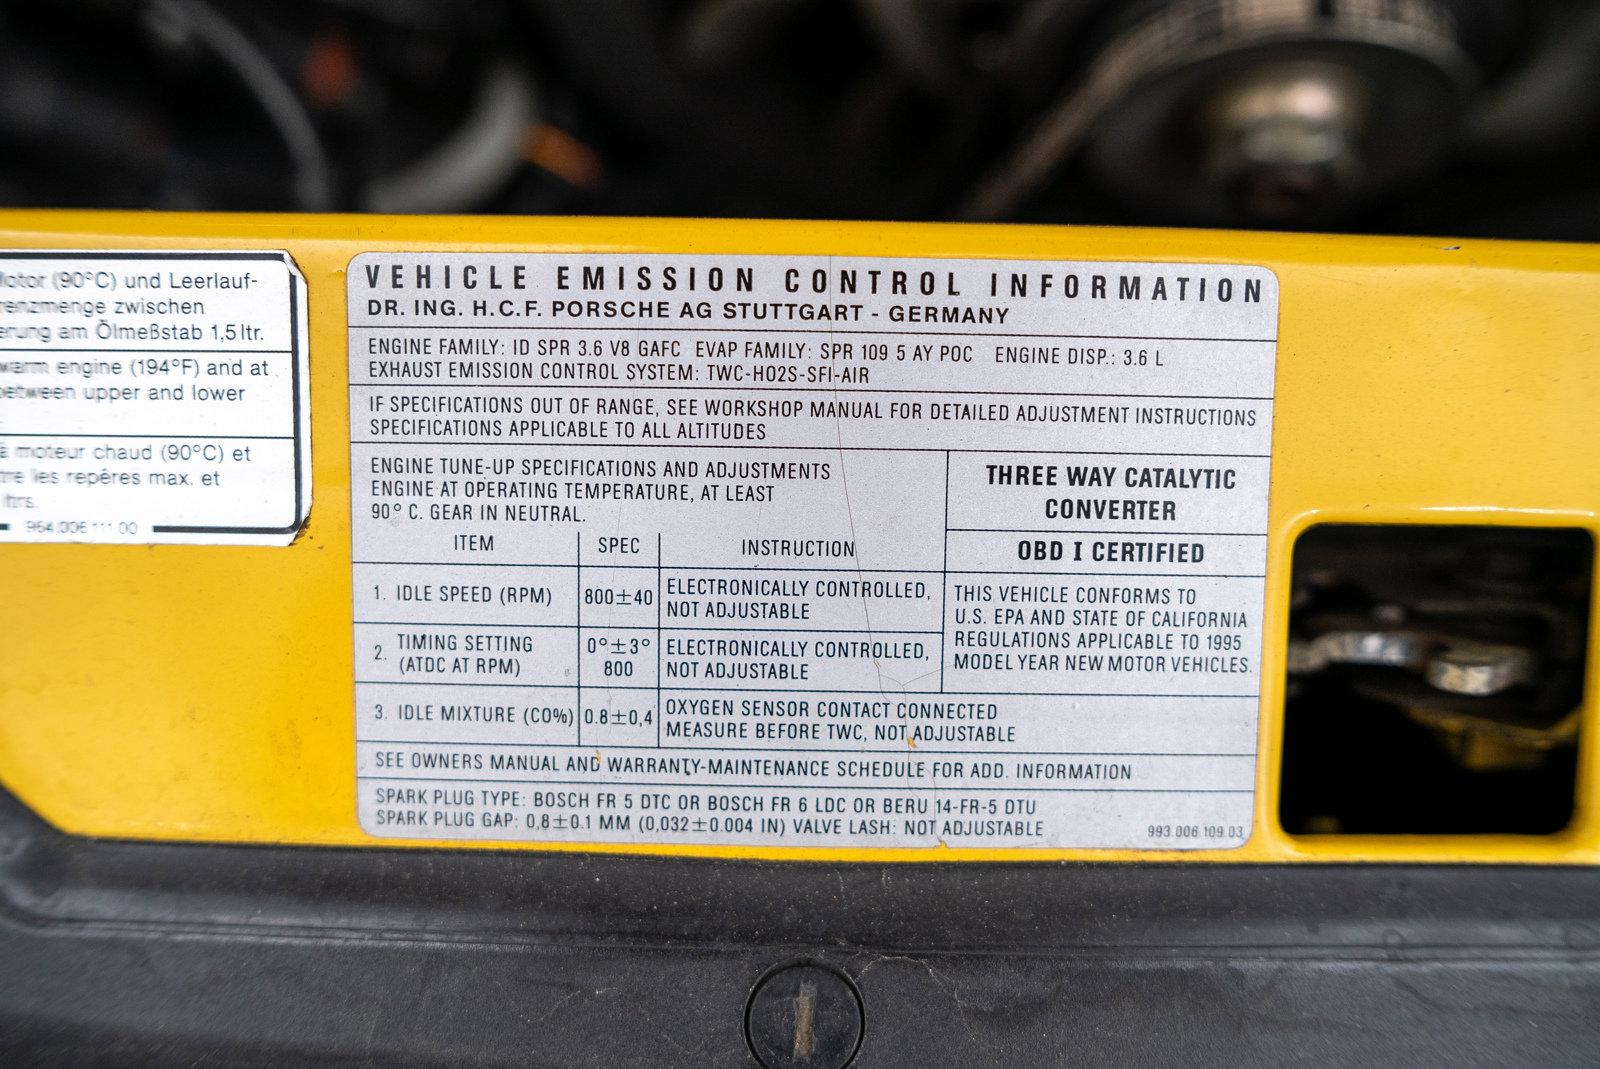 Motor (90°C) und Leerlauf-
zwischen
am Ölmeßstab 1,5 ltr.
warm engine (194°F) and at
between upper and lower
à moteur chaud (90°C) et
les repêres max. et
ltrs.
964.006.111.00
VEHICLE EMISSION CONTROL INFORMATION
DR. ING. H.C.F. PORSCHE AG STUTTGART - GERMANY
ENGINE FAMILY: ID SPR 3.6 V8 GAFC EVAP FAMILY: SPR 109 5 AY POC ENGINE DISP.: 3.6 L
EXHAUST EMISSION CONTROL SYSTEM: TWC-HO2S-SFI-AIR
IF SPECIFICATIONS OUT OF RANGE, SEE WORKSHOP MANUAL FOR DETAILED ADJUSTMENT INSTRUCTIONS
SPECIFICATIONS APPLICABLE TO ALL ALTITUDES
ENGINE TUNE-UP SPECIFICATIONS AND ADJUSTMENTS
ENGINE AT OPERATING TEMPERATURE, AT LEAST
90° C. GEAR IN NEUTRAL.
ITEM SPEC INSTRUCTION
1. IDLE SPEED (RPM) 800±40 ELECTRONICALLY CONTROLLED,
NOT ADJUSTABLE
2. TIMING SETTING 0°±3° ELECTRONICALLY CONTROLLED,
(ATDC AT RPM) 800 NOT ADJUSTABLE
3. IDLE MIXTURE (CO%) 0.8±0,4 OXYGEN SENSOR CONTACT CONNECTED
MEASURE BEFORE TWC, NOT ADJUSTABLE
THREE WAY CATALYTIC
CONVERTER
OBD I CERTIFIED
THIS VEHICLE CONFORMS TO
U.S. EPA AND STATE OF CALIFORNIA
REGULATIONS APPLICABLE TO 1995
MODEL YEAR NEW MOTOR VEHICLES.
SEE OWNERS MANUAL AND WARRANTY-MAINTENANCE SCHEDULE FOR ADD. INFORMATION
SPARK PLUG TYPE: BOSCH FR 5 DTC OR BOSCH FR 6 LDC OR BERU 14-FR-5 DTU
SPARK PLUG GAP: 0,8±0.1 MM (0,032±0.004 IN) VALVE LASH: NOT ADJUSTABLE
993.006.109.03